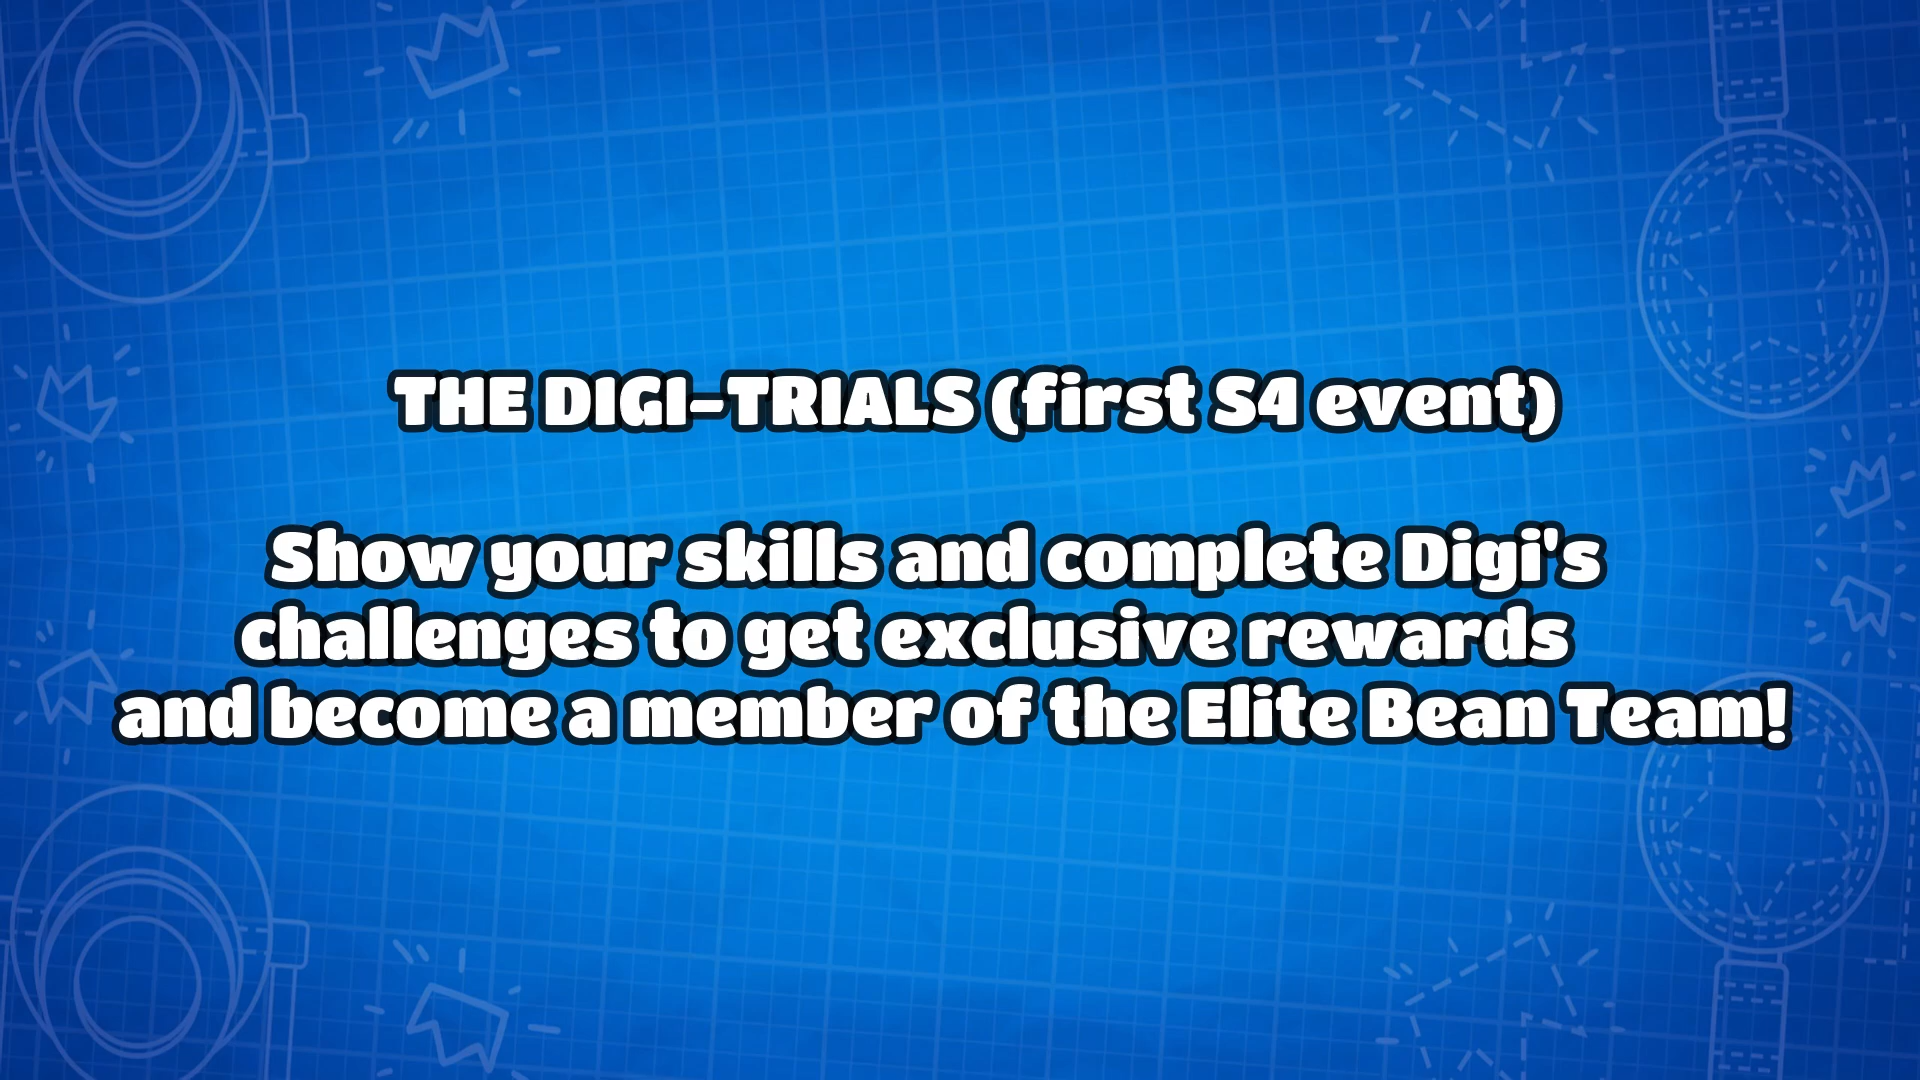 THE DIGI-TRIALS (first S4 event)
Show your skills and complete Digi's
challenges to get exclusive rewards
and become a member of the Elite Bean Team!